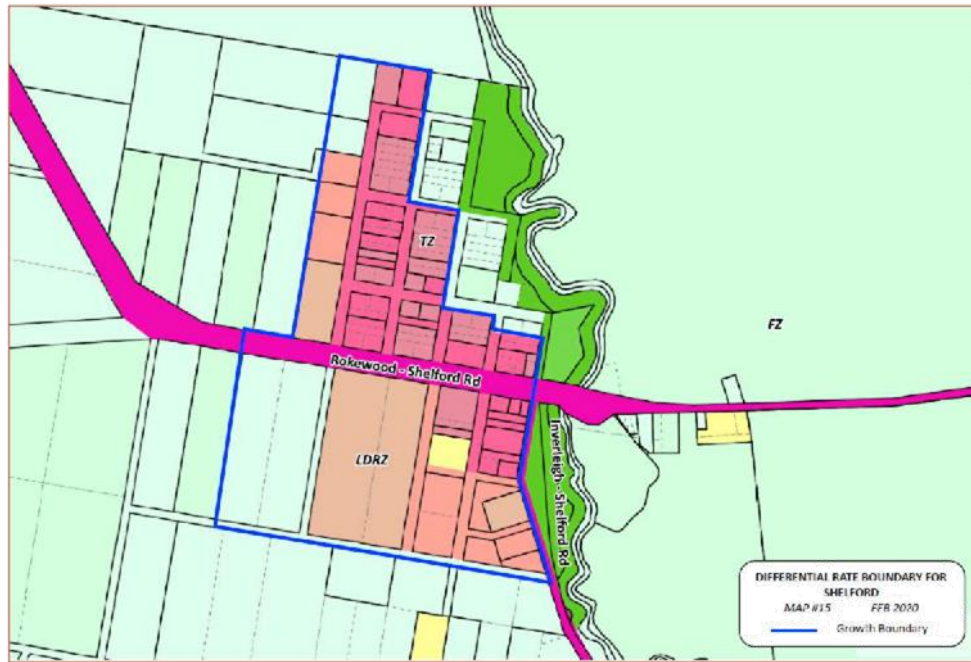 TZ
FZ
Rokewood - Shelford Rd
LDRZ
Inverleigh - Shelford Rd
DIFFERENTIAL RATE BOUNDARY FOR
SHELFORD
MAP #15 FEB 2020
Growth Boundary